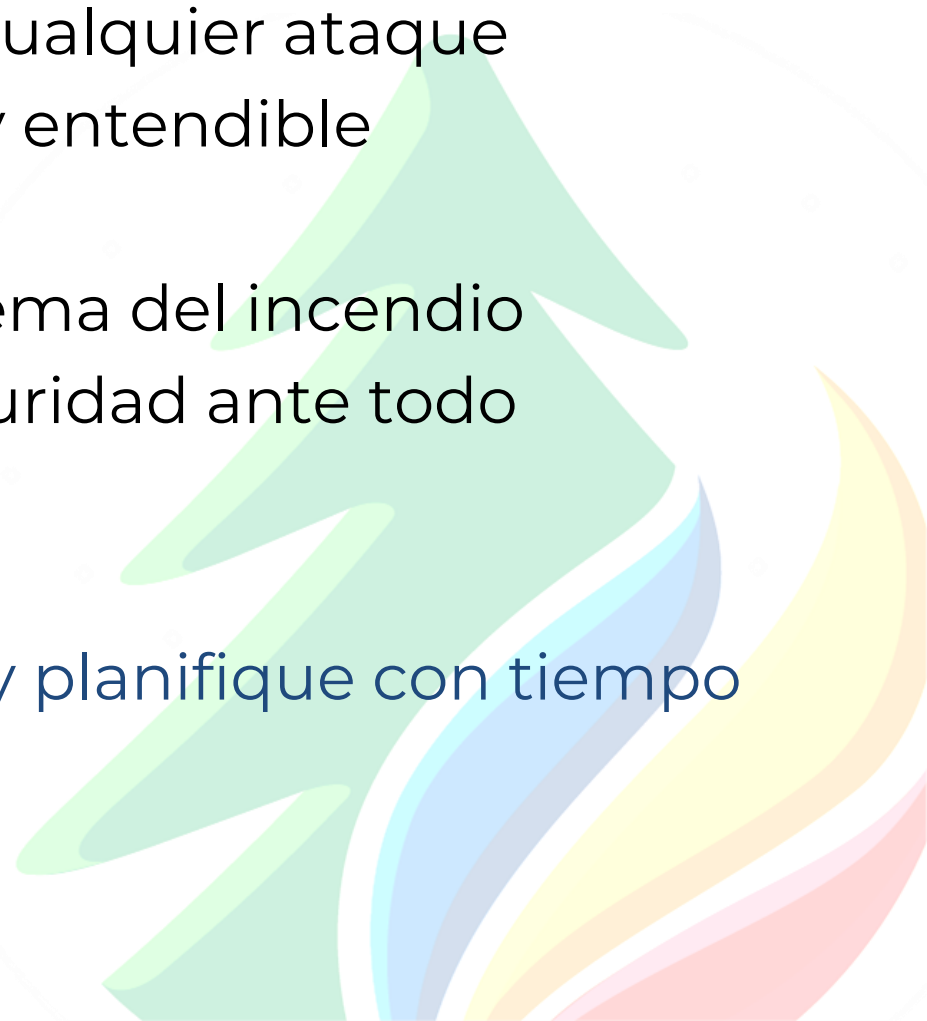 ualquier ataque
y entendible
ema del incendio
uridad ante todo
y planifique con tiempo